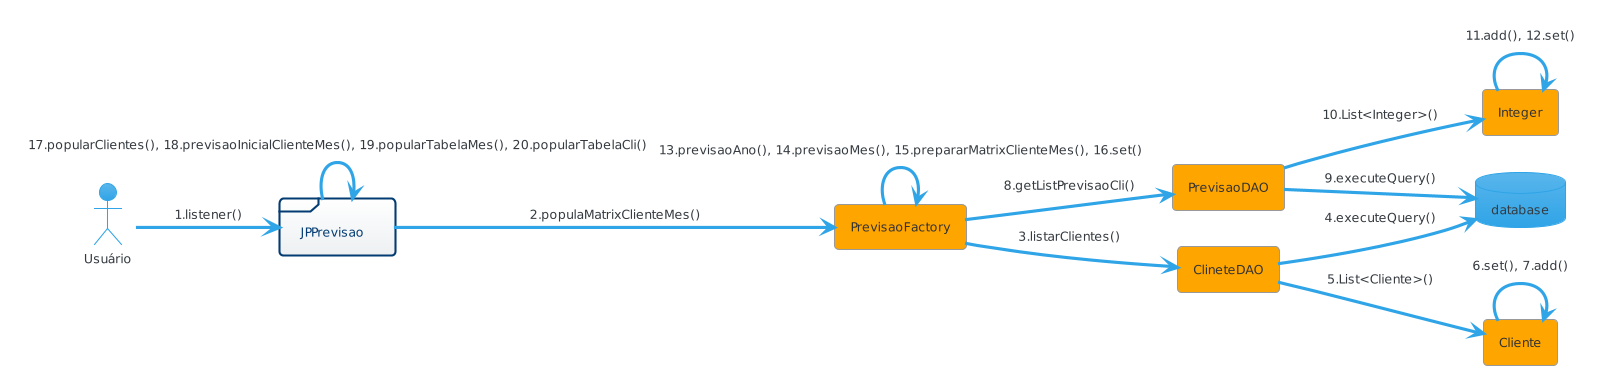 11.add(), 12.set()
Integer
10.List<Integer>()
17.popularClientes(), 18.previsaoInicialClienteMes(), 19.popularTabelaMes(), 20.popularTabelaCli()
13.previsaoAno(), 14.previsaoMes(), 15.prepararMatrixClienteMes(), 16.set()
8.getListPrevisaoCli()
PrevisaoDAO
9.executeQuery()
database
1.listener()
Usuário
JPPrevisao
2.populaMatrixClienteMes()
PrevisaoFactory
3.listarClientes()
4.executeQuery()
ClineteDAO
5.List<Cliente>()
6.set(), 7.add()
Cliente